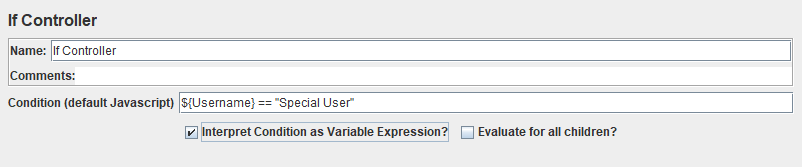 If Controller
Name: If Controller
Comments:
Condition (default Javascript) ${Username} == "Special User"
Interpret Condition as Variable Expression? Evaluate for all children?